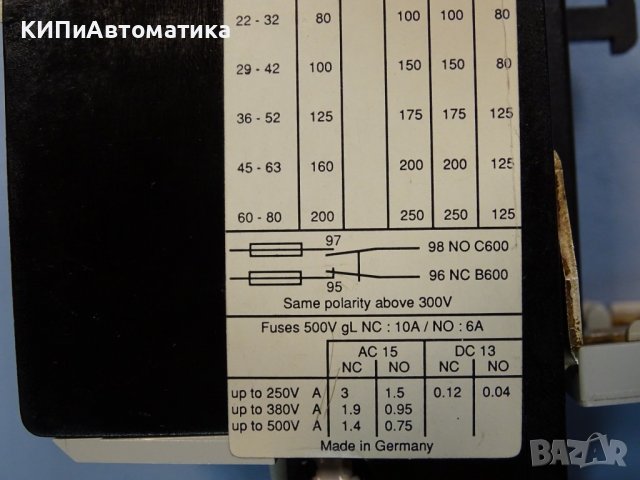 КИПиАвтоматика
22 - 32 80 100 100 80
29 - 42 100 150 150 80
36 - 52 125 175 175 125
45 - 63 160 200 200 125
60 - 80 200 250 250 125
97 98 NO C600
95 96 NC B600
Same polarity above 300V
Fuses 500V gL NC : 10A / NO : 6A
AC 15 DC 13
NC NO NC NO
up to 250V A 3 1.5 0.12 0.04
up to 380V A 1.9 0.95
up to 500V A 1.4 0.75
Made in Germany
BAZAR